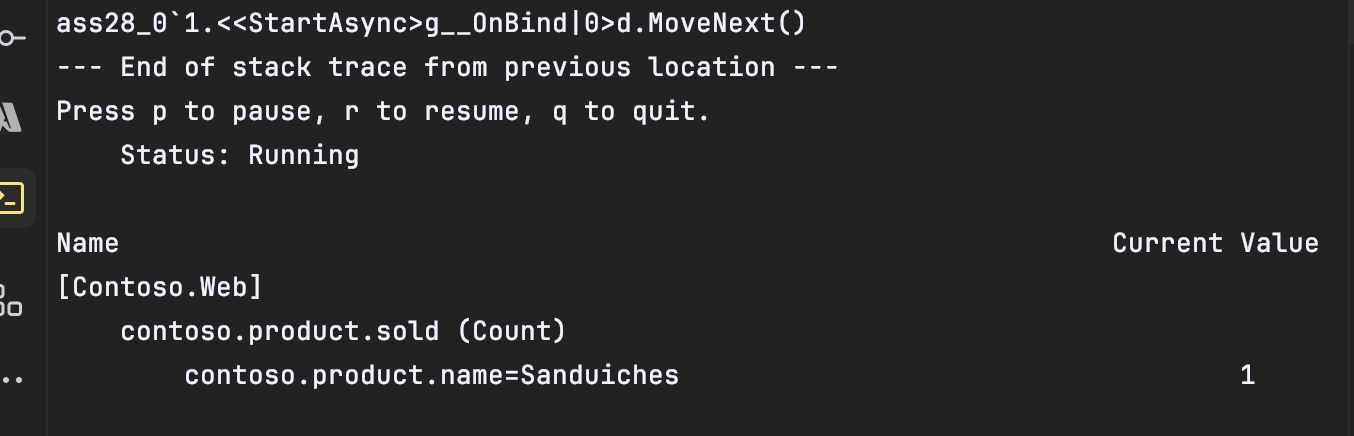 ass28_0`1.<<StartAsync>g__OnBind|0>d.MoveNext()
--- End of stack trace from previous location ---
Press p to pause, r to resume, q to quit.
Status: Running
Name Current Value
[Contoso.Web]
contoso.product.sold (Count)
contoso.product.name=Sanduiches 1